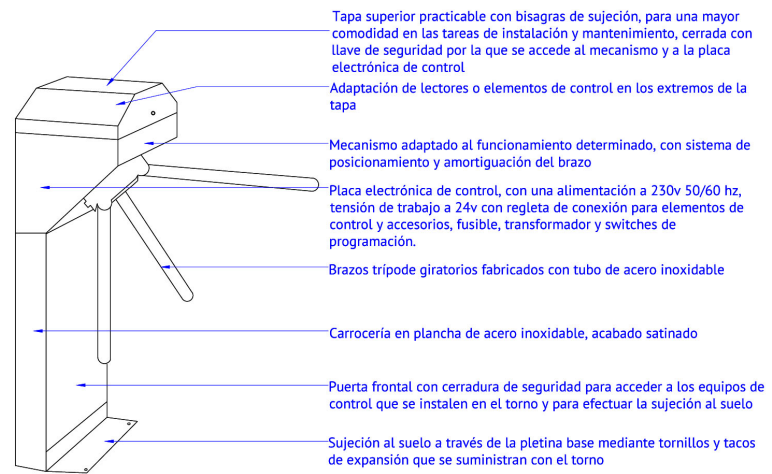 Tapa superior practicable con bisagras de sujeción, para una mayor
comodidad en las tareas de instalación y mantenimiento, cerrada con
llave de seguridad por la que se accede al mecanismo y a la placa
electrónica de control
Adaptación de lectores o elementos de control en los extremos de la
tapa
Mecanismo adaptado al funcionamiento determinado, con sistema de
posicionamiento y amortiguación del brazo
Placa electrónica de control, con una alimentación a 230v 50/60 hz,
tensión de trabajo a 24v con regleta de conexión para elementos de
control y accesorios, fusible, transformador y switches de
programación.
Brazos trípode giratorios fabricados con tubo de acero inoxidable
Carrocería en plancha de acero inoxidable, acabado satinado
Puerta frontal con cerradura de seguridad para acceder a los equipos de
control que se instalen en el torno y para efectuar la sujeción al suelo
Sujeción al suelo a través de la pletina base mediante tornillos y tacos
de expansión que se suministran con el torno